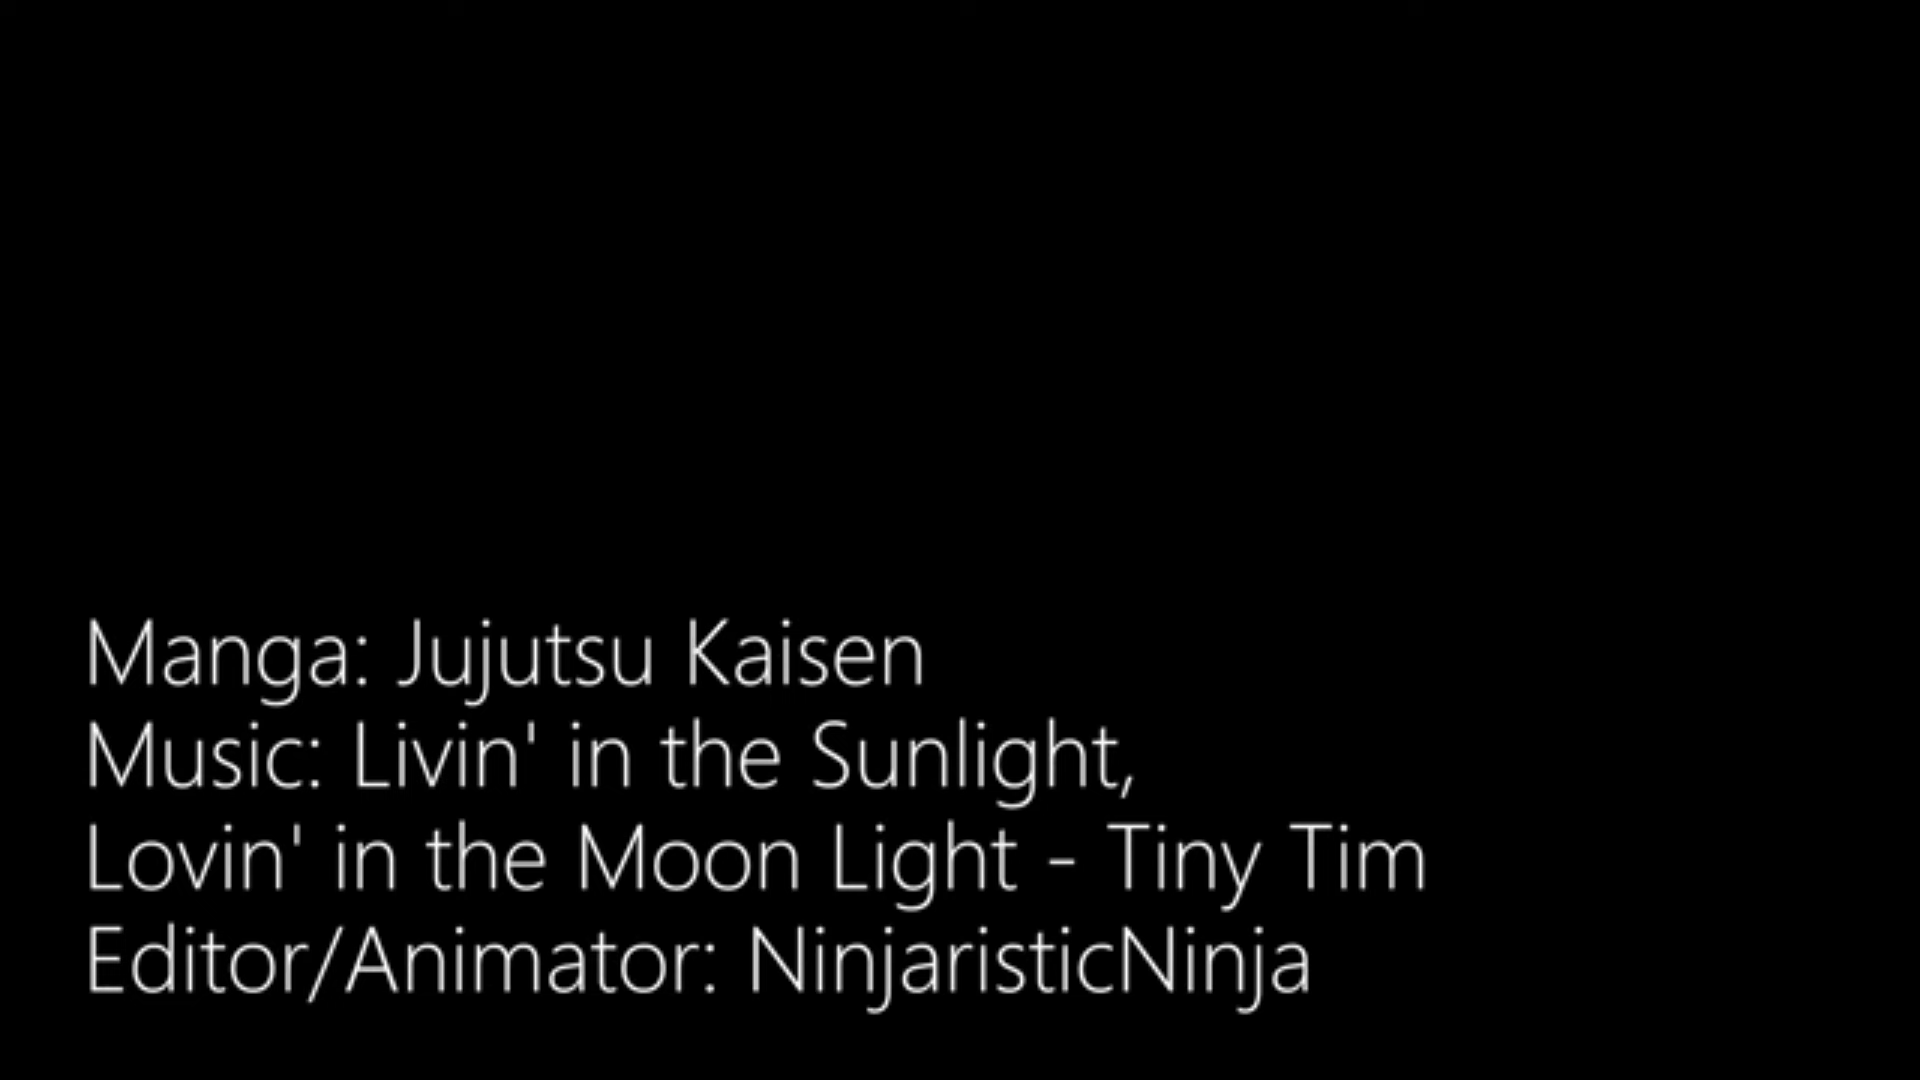 Manga: Jujutsu Kaisen
Music: Livin' in the Sunlight,
Lovin' in the Moon Light - Tiny Tim
Editor/Animator: NinjaristicNinja